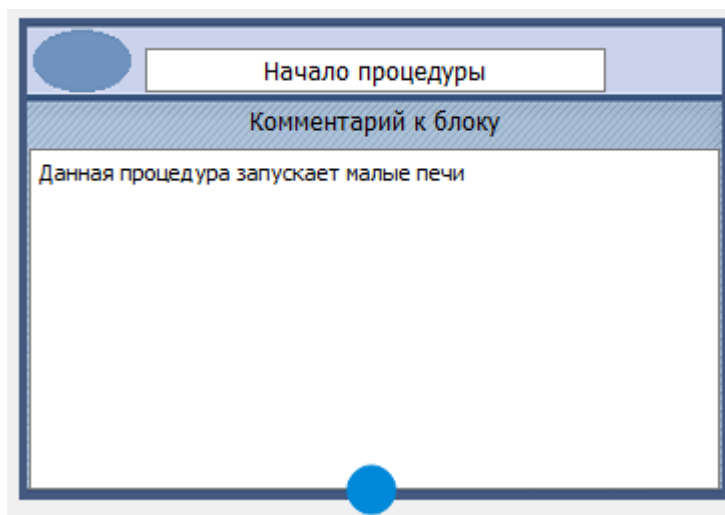 Начало процедуры
Комментарий к блоку
Данная процедура запускает малые печи